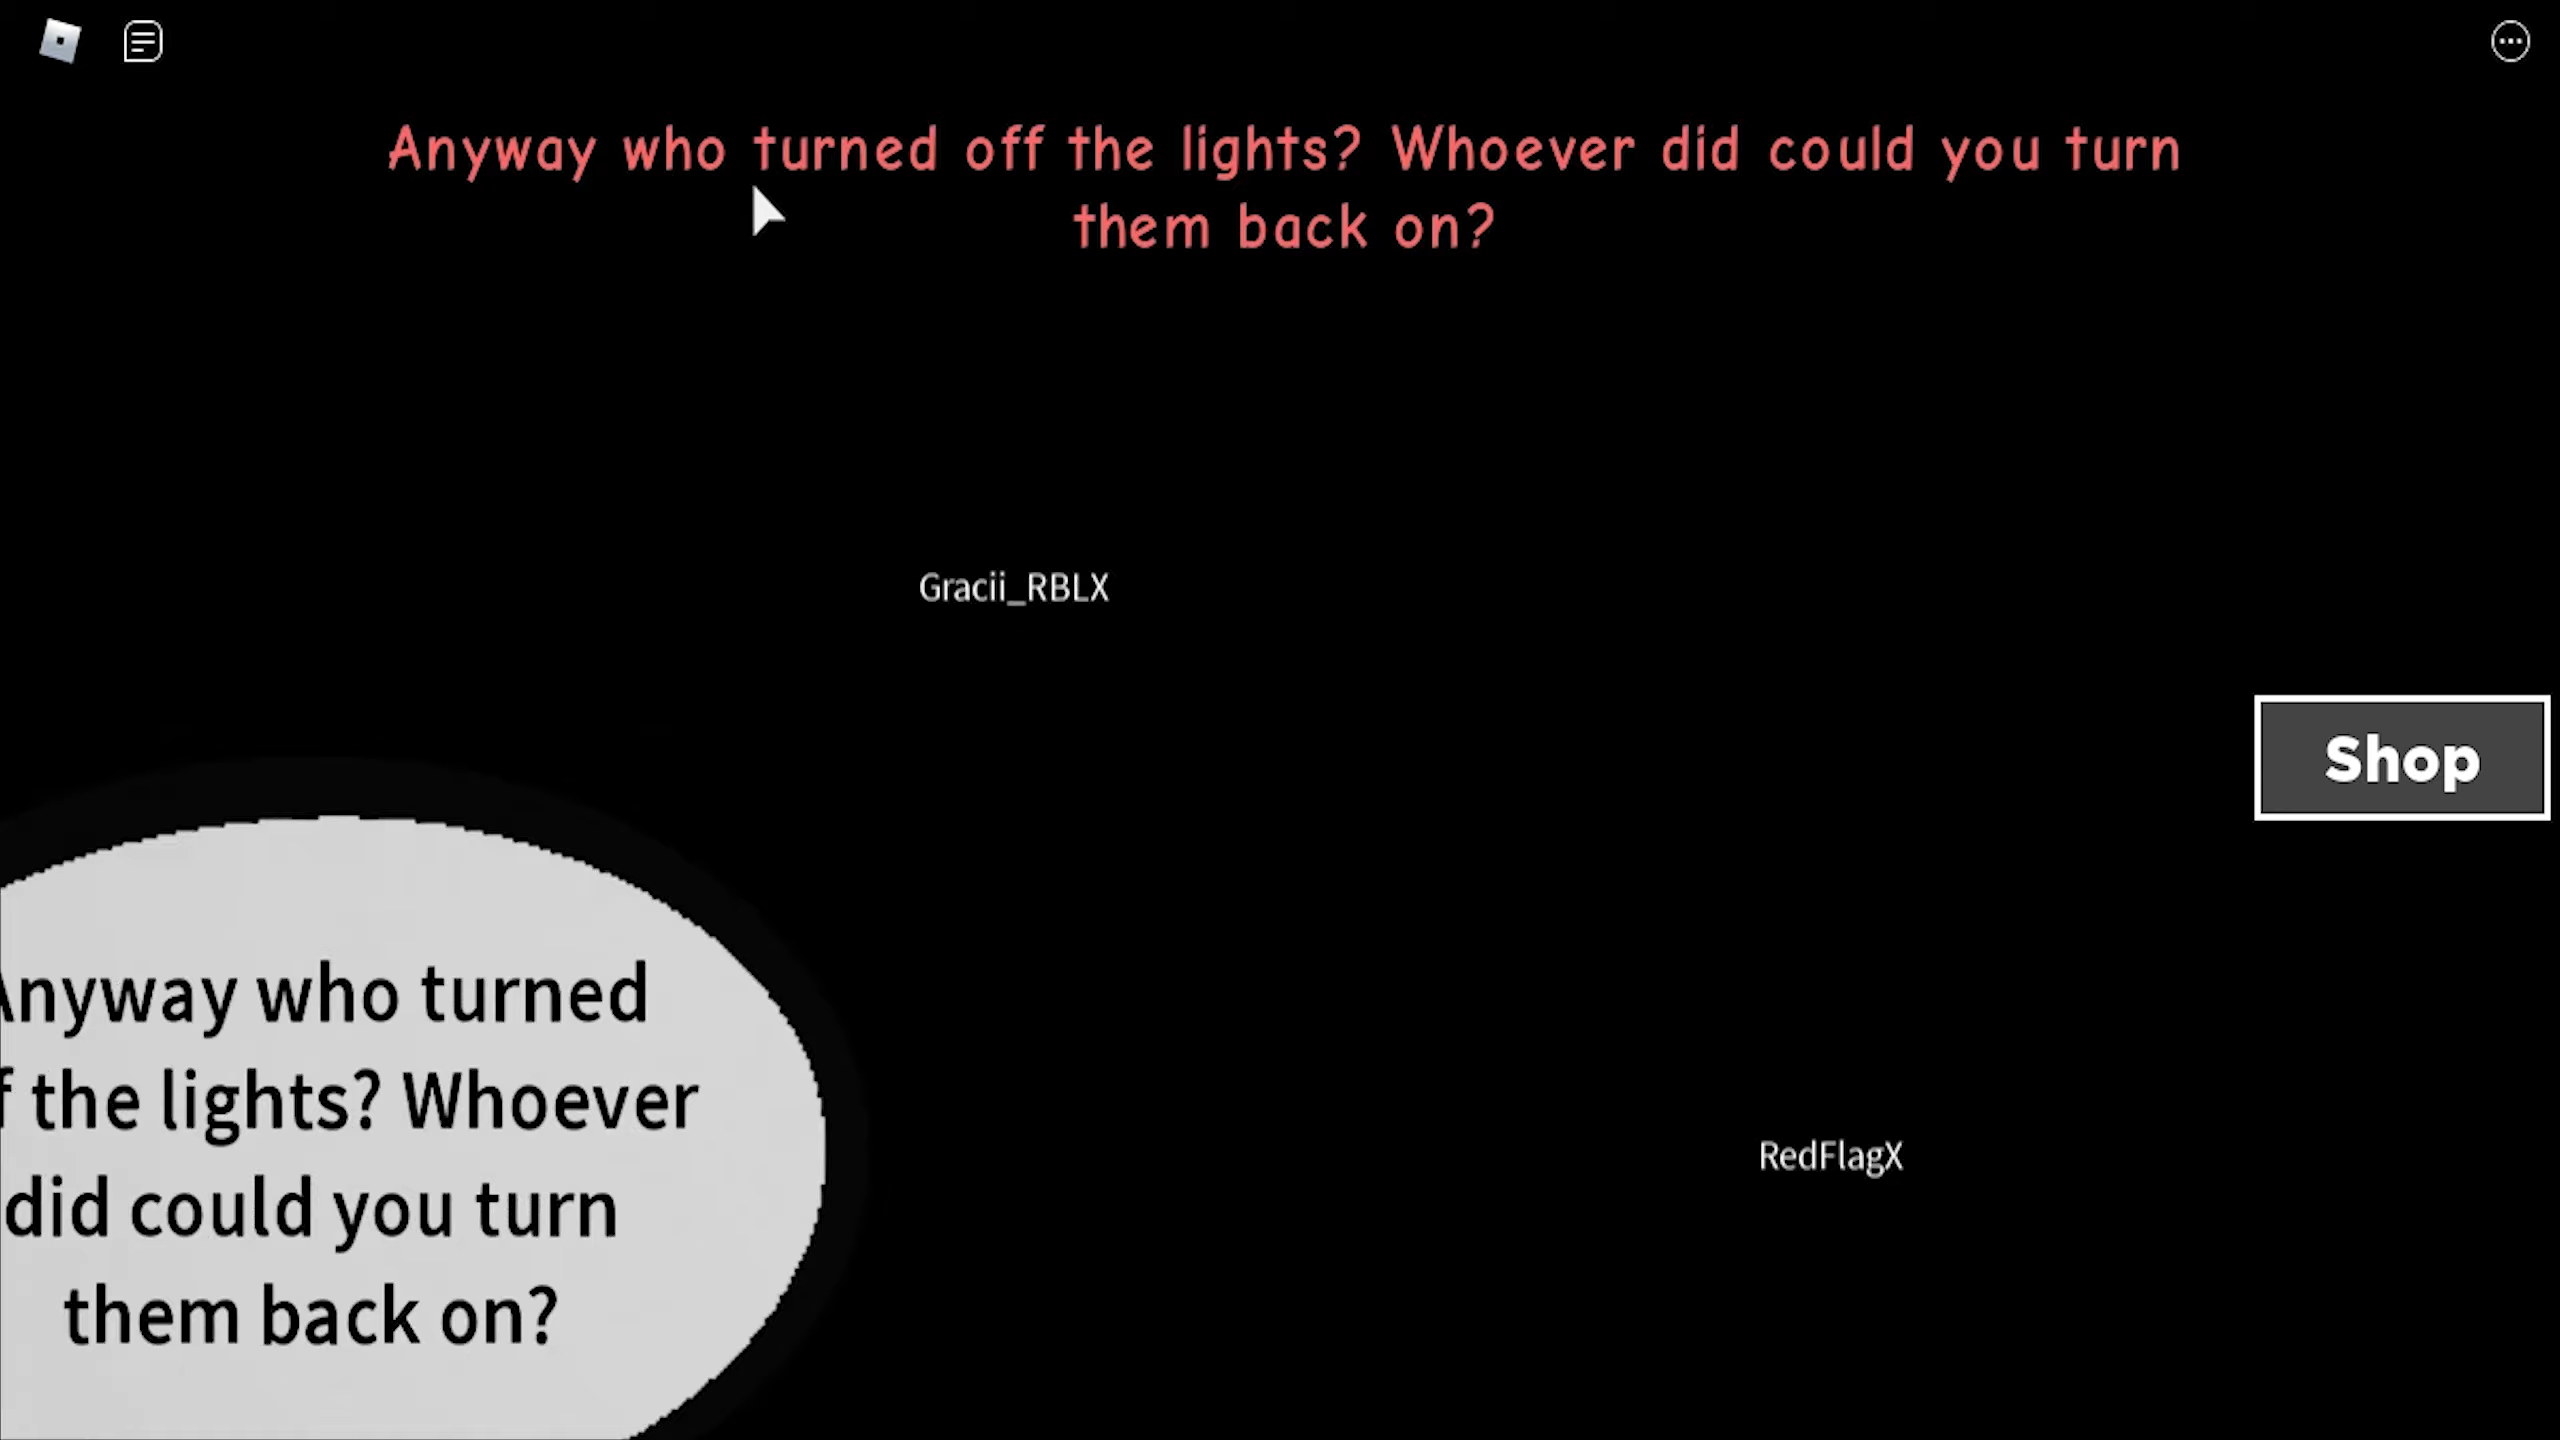 Anyway who turned off the lights? Whoever did could you turn
them back on?
Gracii_RBLX
Shop
Anyway who turned
f the lights? Whoever
did could you turn
them back on?
RedFlagX